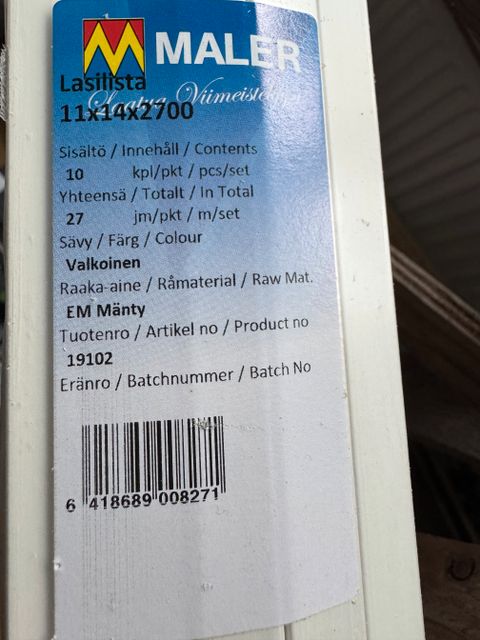 MALER
Lasilista
Laatua Viimeistelyyn
11x14x2700
Sisältö / Innehåll / Contents
10 kpl/pkt / pcs/set
Yhteensä / Totalt / In Total
27 jm/pkt / m/set
Sävy / Färg / Colour
Valkoinen
Raaka-aine / Råmaterial / Raw Mat.
EM Mänty
Tuotenro / Artikel no / Product no
19102
Eränro / Batchnummer / Batch No
6 418689 008271